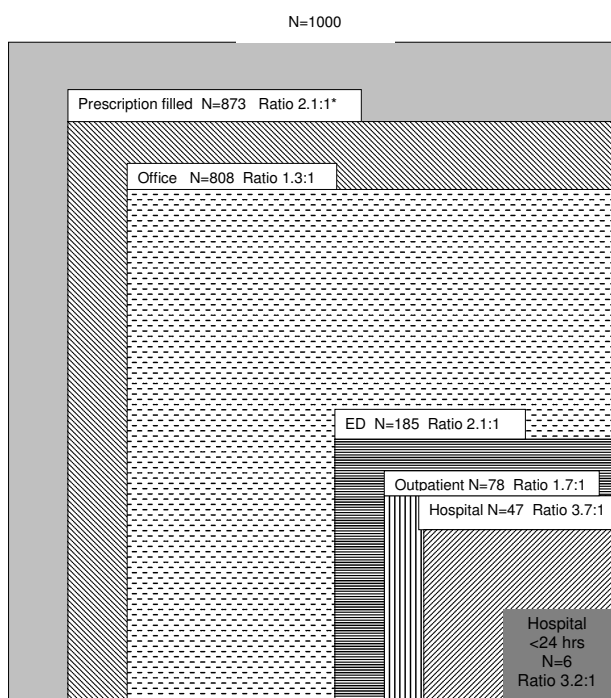 N=1000
Prescription filled N=873 Ratio 2.1:1*
Office N=808 Ratio 1.3:1
ED N=185 Ratio 2.1:1
Outpatient N=78 Ratio 1.7:1
Hospital N=47 Ratio 3.7:1
Hospital
<24 hrs
N=6
Ratio 3.2:1